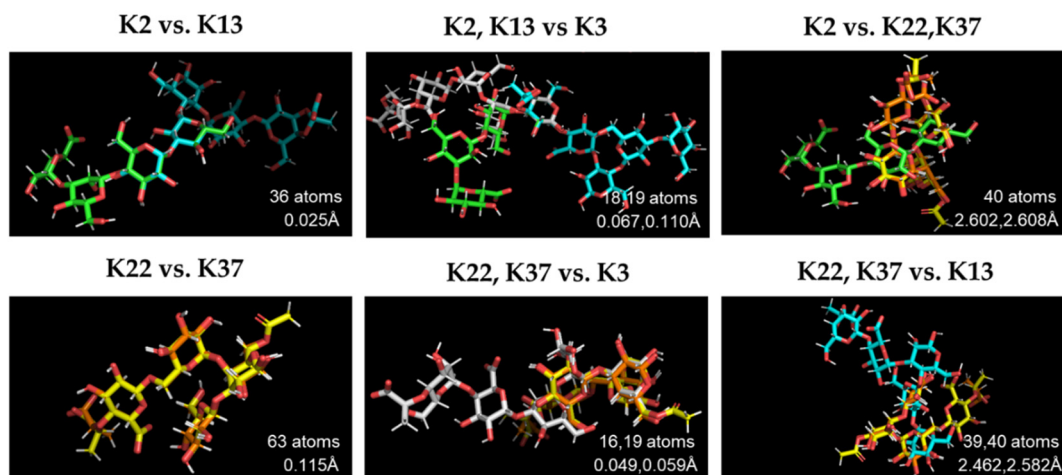 K2 vs. K13
K2, K13 vs K3
K2 vs. K22,K37
36 atoms
0.025Å
18,19 atoms
0.067,0.110Å
40 atoms
2.602,2.608Å
K22 vs. K37
K22, K37 vs. K3
K22, K37 vs. K13
63 atoms
0.115Å
16,19 atoms
0.049,0.059Å
39,40 atoms
2.462,2.582Å